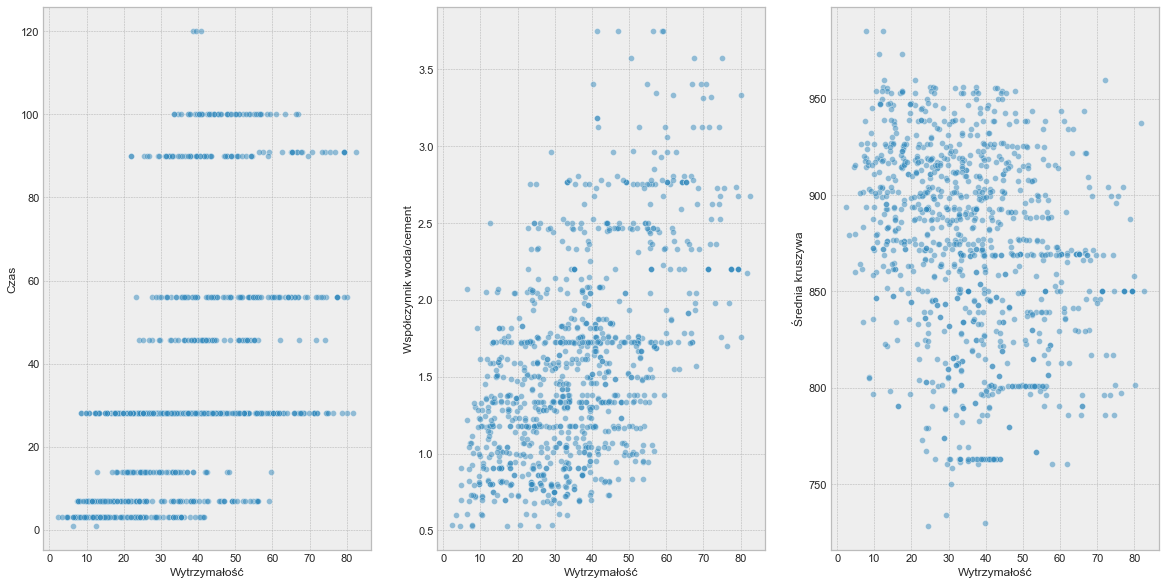 120
100
80
60
40
20
0
Czas
0 10 20 30 40 50 60 70 80
Wytrzymałość
3.5
3.0
2.5
2.0
1.5
1.0
0.5
Współczynnik woda/cement
0 10 20 30 40 50 60 70 80
Wytrzymałość
950
900
850
800
750
Średnia kruszywa
0 10 20 30 40 50 60 70 80
Wytrzymałość